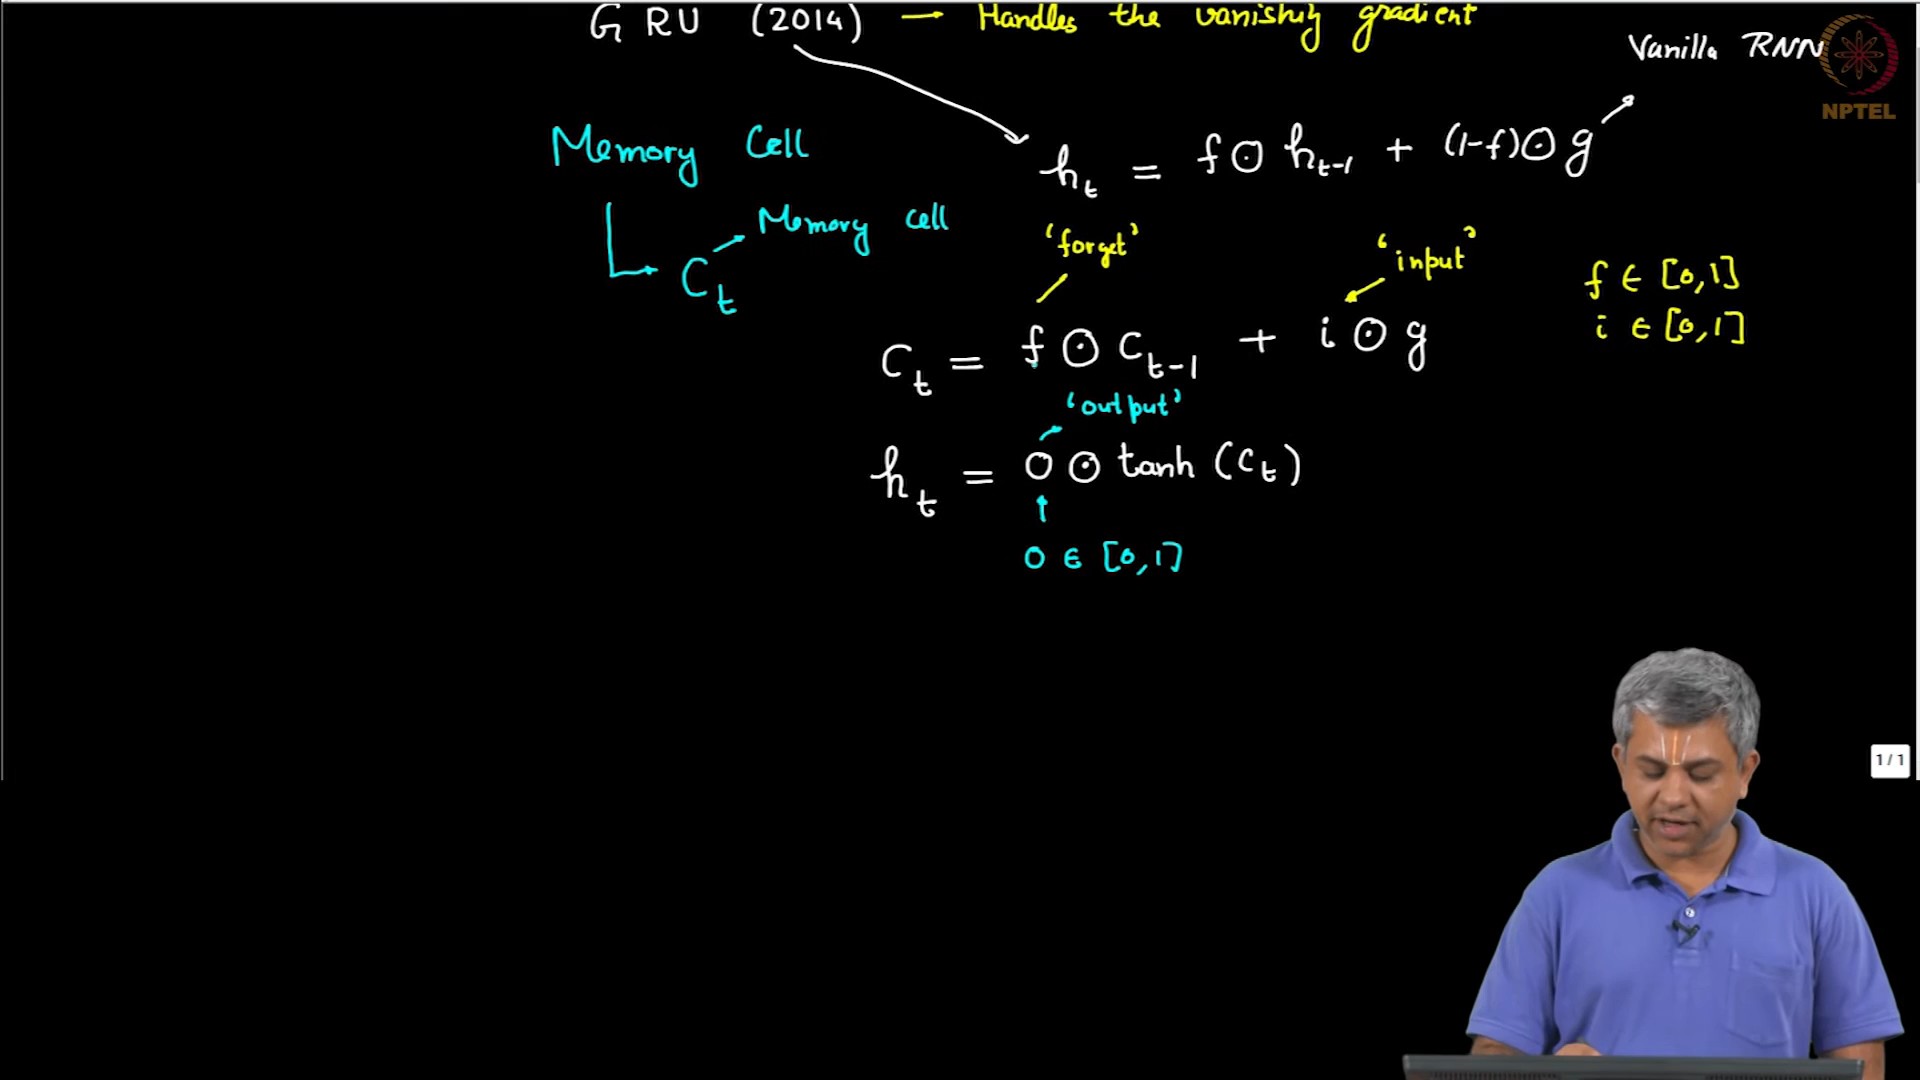 GRU (2014) → Handles the vanishig gradient
Vanilla RNN
NPTEL
Memory Cell
hₜ = f ⊙ hₜ₋₁ + (1-f) ⊙ g
Memory cell
Cₜ
'forget'
'input'
f ∈ [0,1]
i ∈ [0,1]
Cₜ = f ⊙ Cₜ₋₁ + i ⊙ g
'output'
hₜ = o ⊙ tanh (Cₜ)
o ∈ [0,1]
1/1